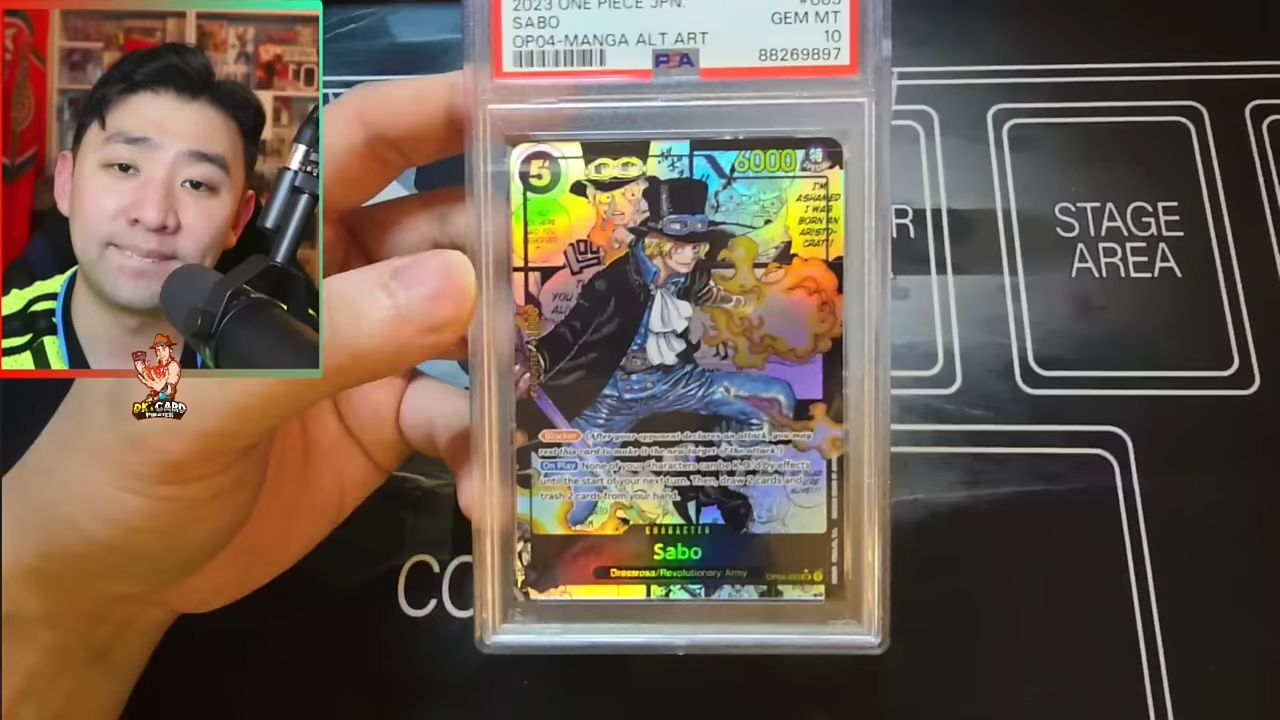 2023 ONE PIECE JPN.
SABO
GEM MT
OP04-MANGA ALT ART
10
PSA
88269897
5
6000
特
I'M
ASHAMED
I WAS
BORN AN
ARISTO-
CRAT!
Blocker (After your opponent declares an attack, you may
rest this card to make it the new target of the attack.)
On Play None of your Characters can be K.O.'d by effects
until the start of your next turn. Then, draw 2 cards and
trash 2 cards from your hand.
CHARACTER
Sabo
Dressrosa/Revolutionary Army
R
STAGE
AREA
CO
CARD
PIRATES